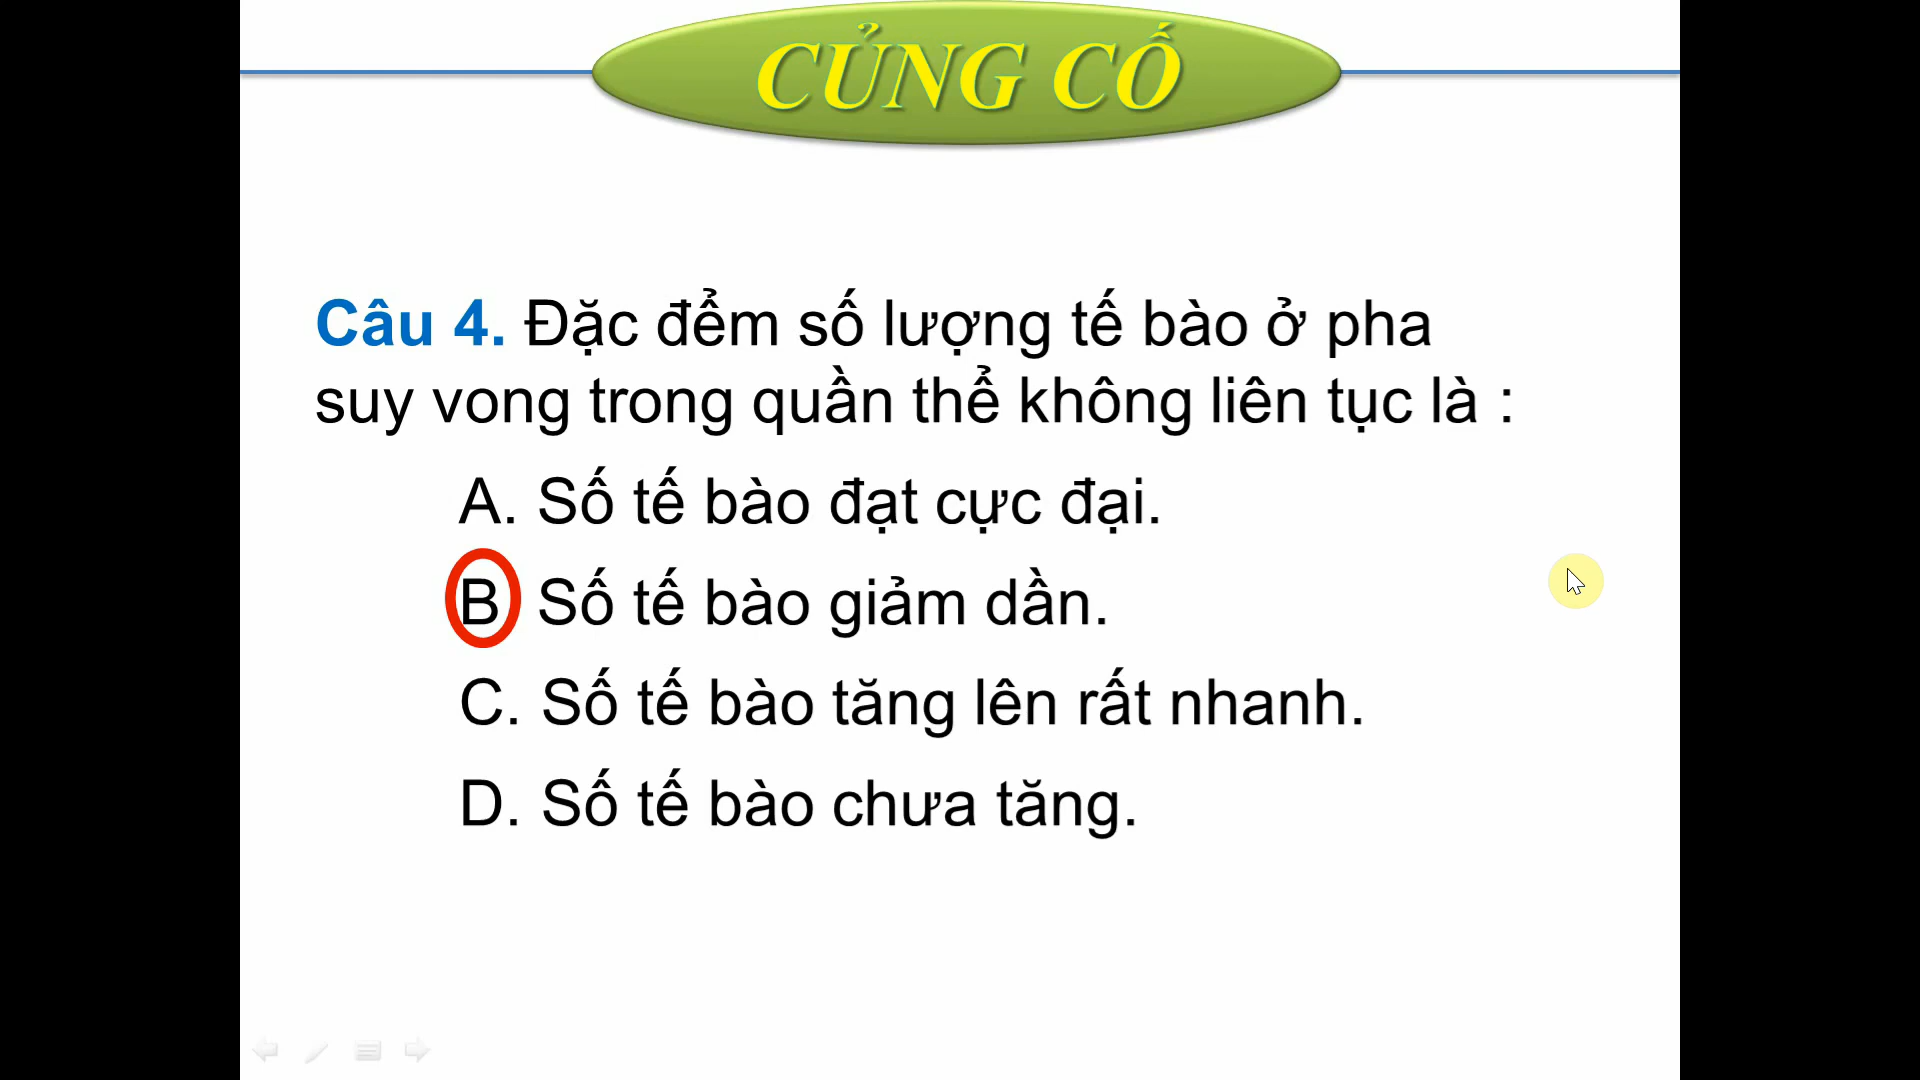 CỦNG CỐ
Câu 4. Đặc đểm số lượng tế bào ở pha
suy vong trong quần thể không liên tục là :
A. Số tế bào đạt cực đại.
B Số tế bào giảm dần.
C. Số tế bào tăng lên rất nhanh.
D. Số tế bào chưa tăng.